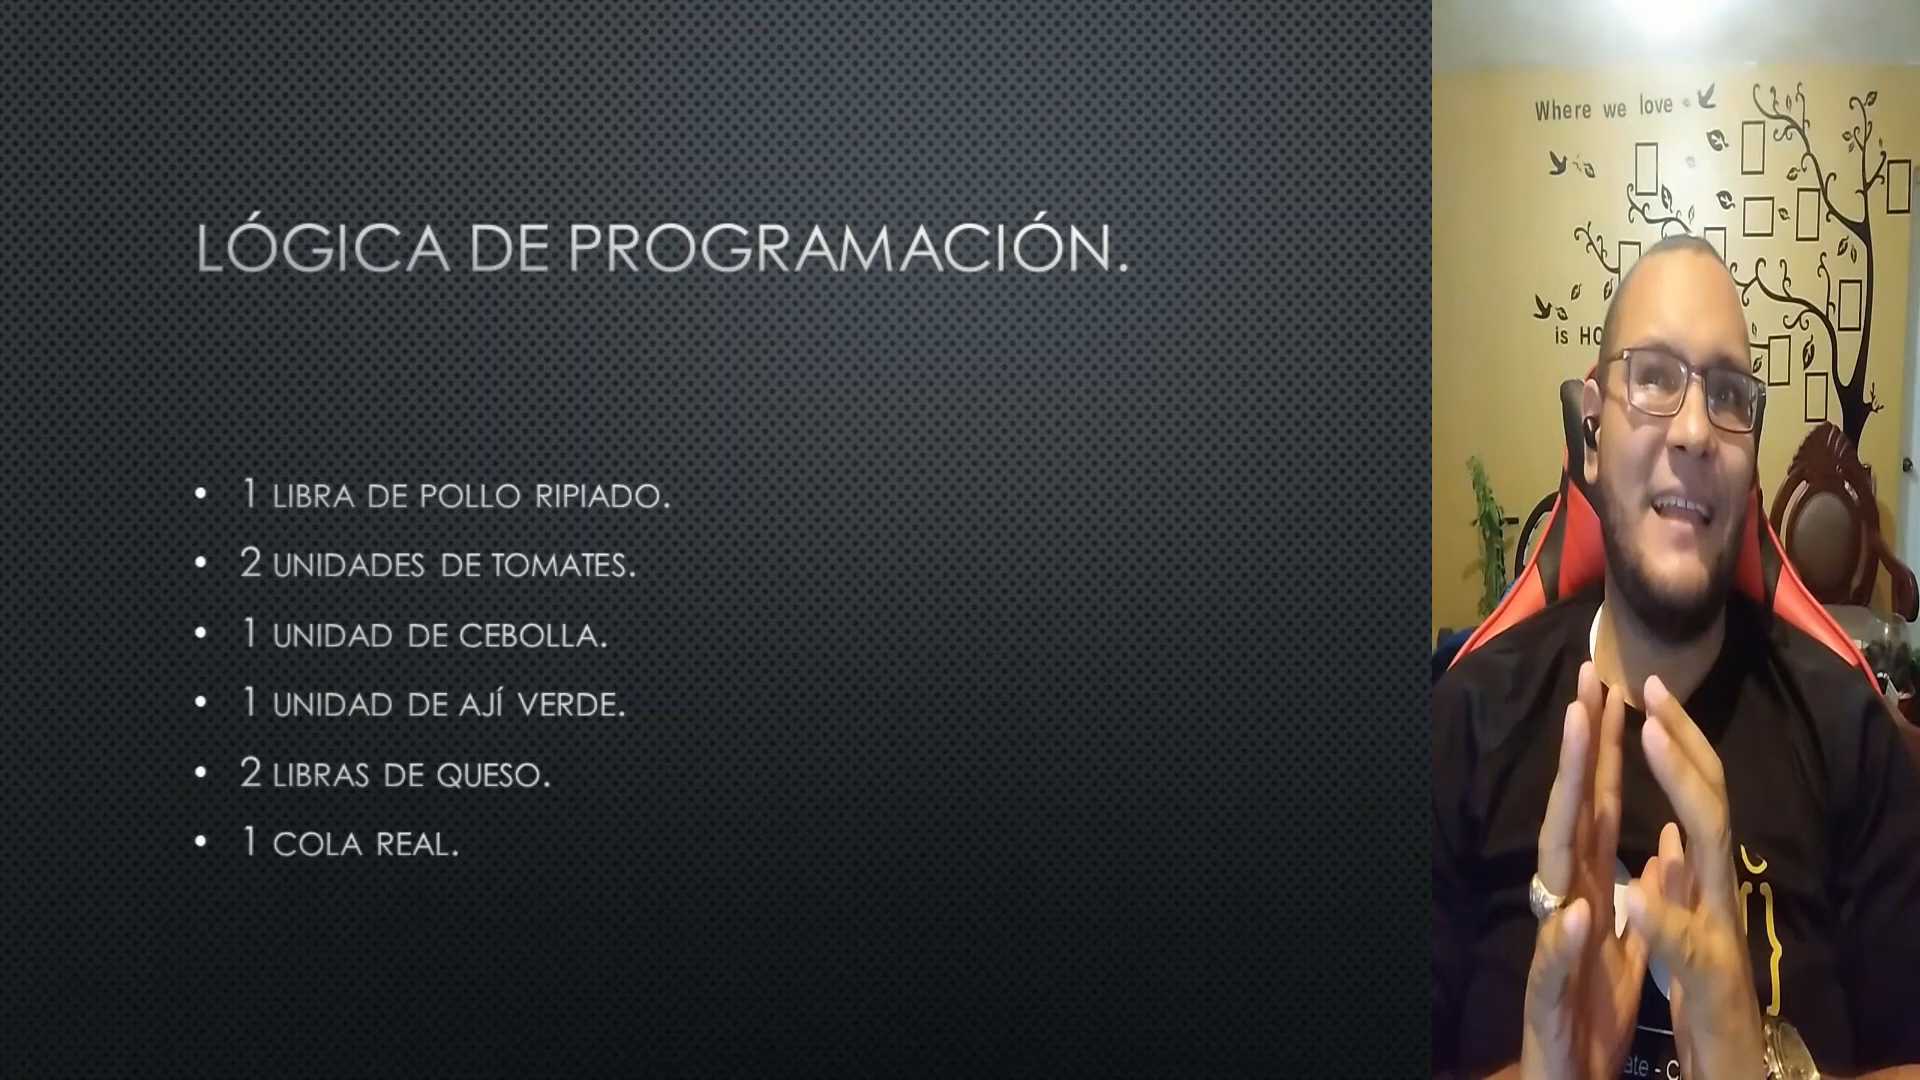 LÓGICA DE PROGRAMACIÓN.
• 1 LIBRA DE POLLO RIPIADO.
• 2 UNIDADES DE TOMATES.
• 1 UNIDAD DE CEBOLLA.
• 1 UNIDAD DE AJÍ VERDE.
• 2 LIBRAS DE QUESO.
• 1 COLA REAL.
Where we love
is